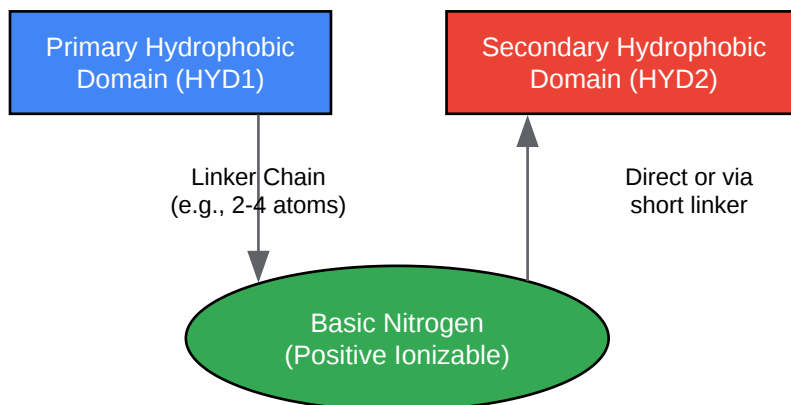 Primary Hydrophobic
Domain (HYD1)
Secondary Hydrophobic
Domain (HYD2)
Linker Chain
(e.g., 2-4 atoms)
Direct or via
short linker
Basic Nitrogen
(Positive Ionizable)